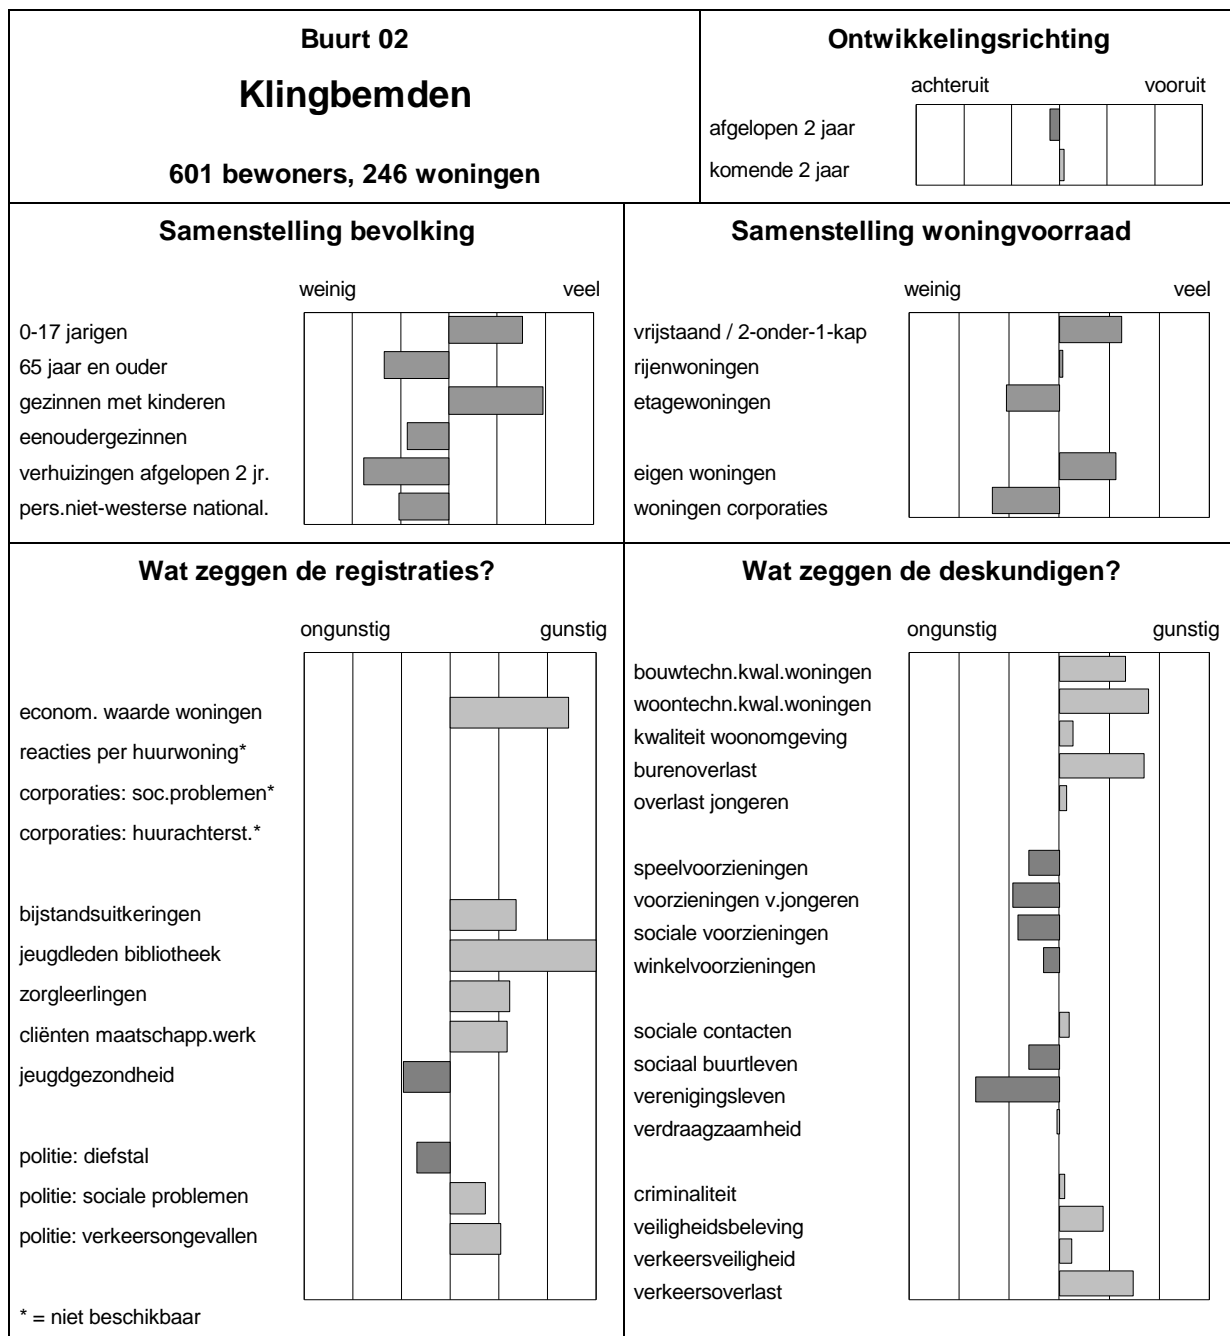 Buurt 02
Klingbemden
601 bewoners, 246 woningen
Ontwikkelingsrichting
achteruit vooruit
afgelopen 2 jaar
komende 2 jaar
Samenstelling bevolking
weinig veel
0-17 jarigen
65 jaar en ouder
gezinnen met kinderen
eenoudergezinnen
verhuizingen afgelopen 2 jr.
pers.niet-westerse national.
Samenstelling woningvoorraad
weinig veel
vrijstaand / 2-onder-1-kap
rijenwoningen
etagewoningen
eigen woningen
woningen corporaties
Wat zeggen de registraties?
ongunstig gunstig
econom. waarde woningen
reacties per huurwoning*
corporaties: soc.problemen*
corporaties: huurachterst.*
bijstandsuitkeringen
jeugdleden bibliotheek
zorgleerlingen
cliënten maatschapp.werk
jeugdgezondheid
politie: diefstal
politie: sociale problemen
politie: verkeersongevallen
* = niet beschikbaar
Wat zeggen de deskundigen?
ongunstig gunstig
bouwtechn.kwal.woningen
woontechn.kwal.woningen
kwaliteit woonomgeving
burenoverlast
overlast jongeren
speelvoorzieningen
voorzieningen v.jongeren
sociale voorzieningen
winkelvoorzieningen
sociale contacten
sociaal buurtleven
verenigingsleven
verdraagzaamheid
criminaliteit
veiligheidsbeleving
verkeersveiligheid
verkeersoverlast